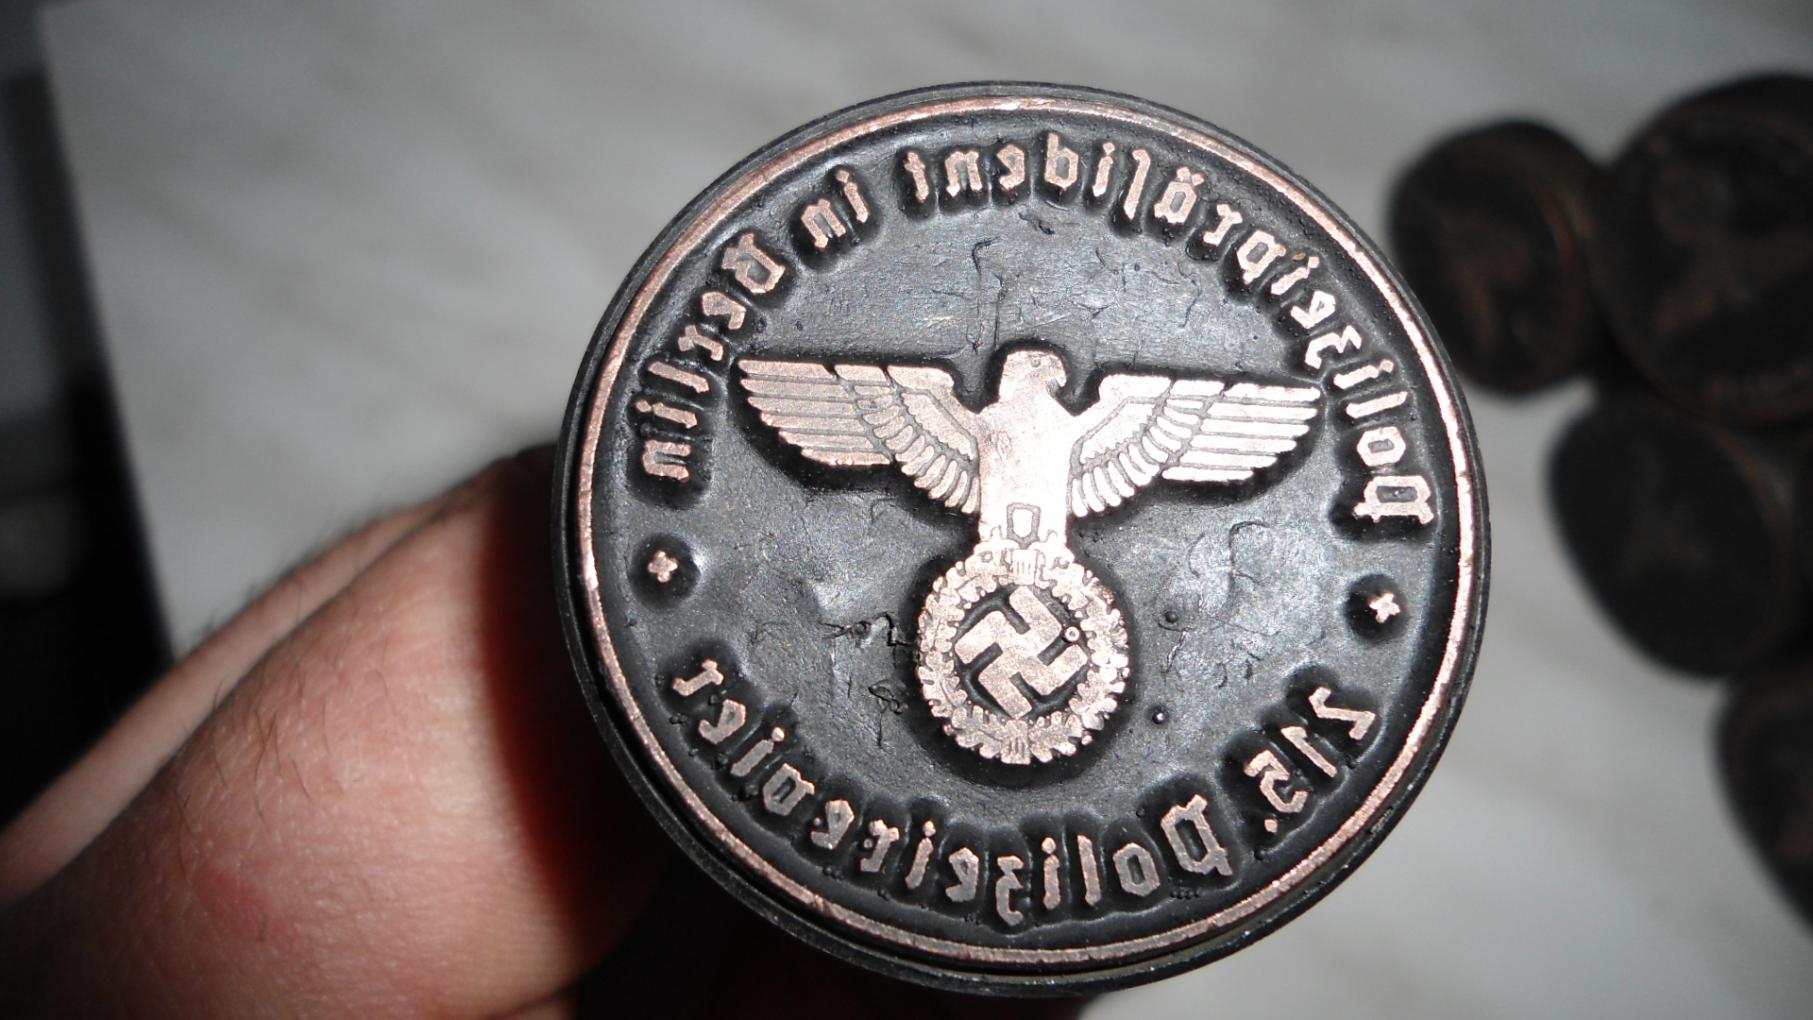 Polizeipräsident in Berlin
215. Polizeirevier